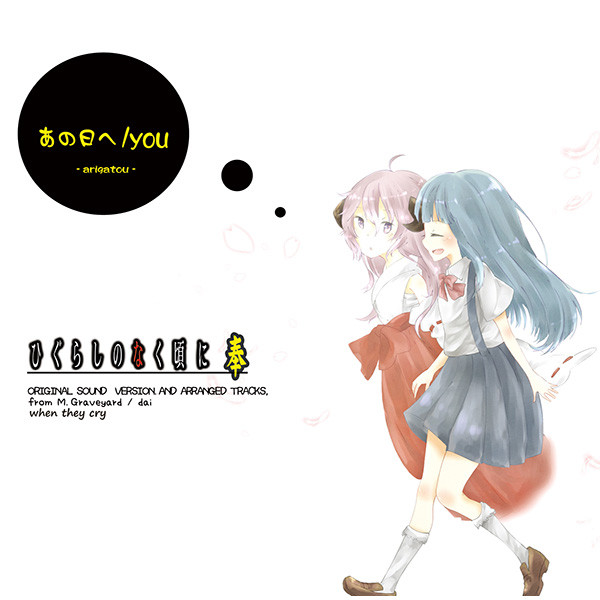 あの日へ/you
- arigatou -
ひぐらしのなく頃に 奉
ORIGINAL SOUND VERSION AND ARRANGED TRACKS,
from M.Graveyard / dai
when they cry